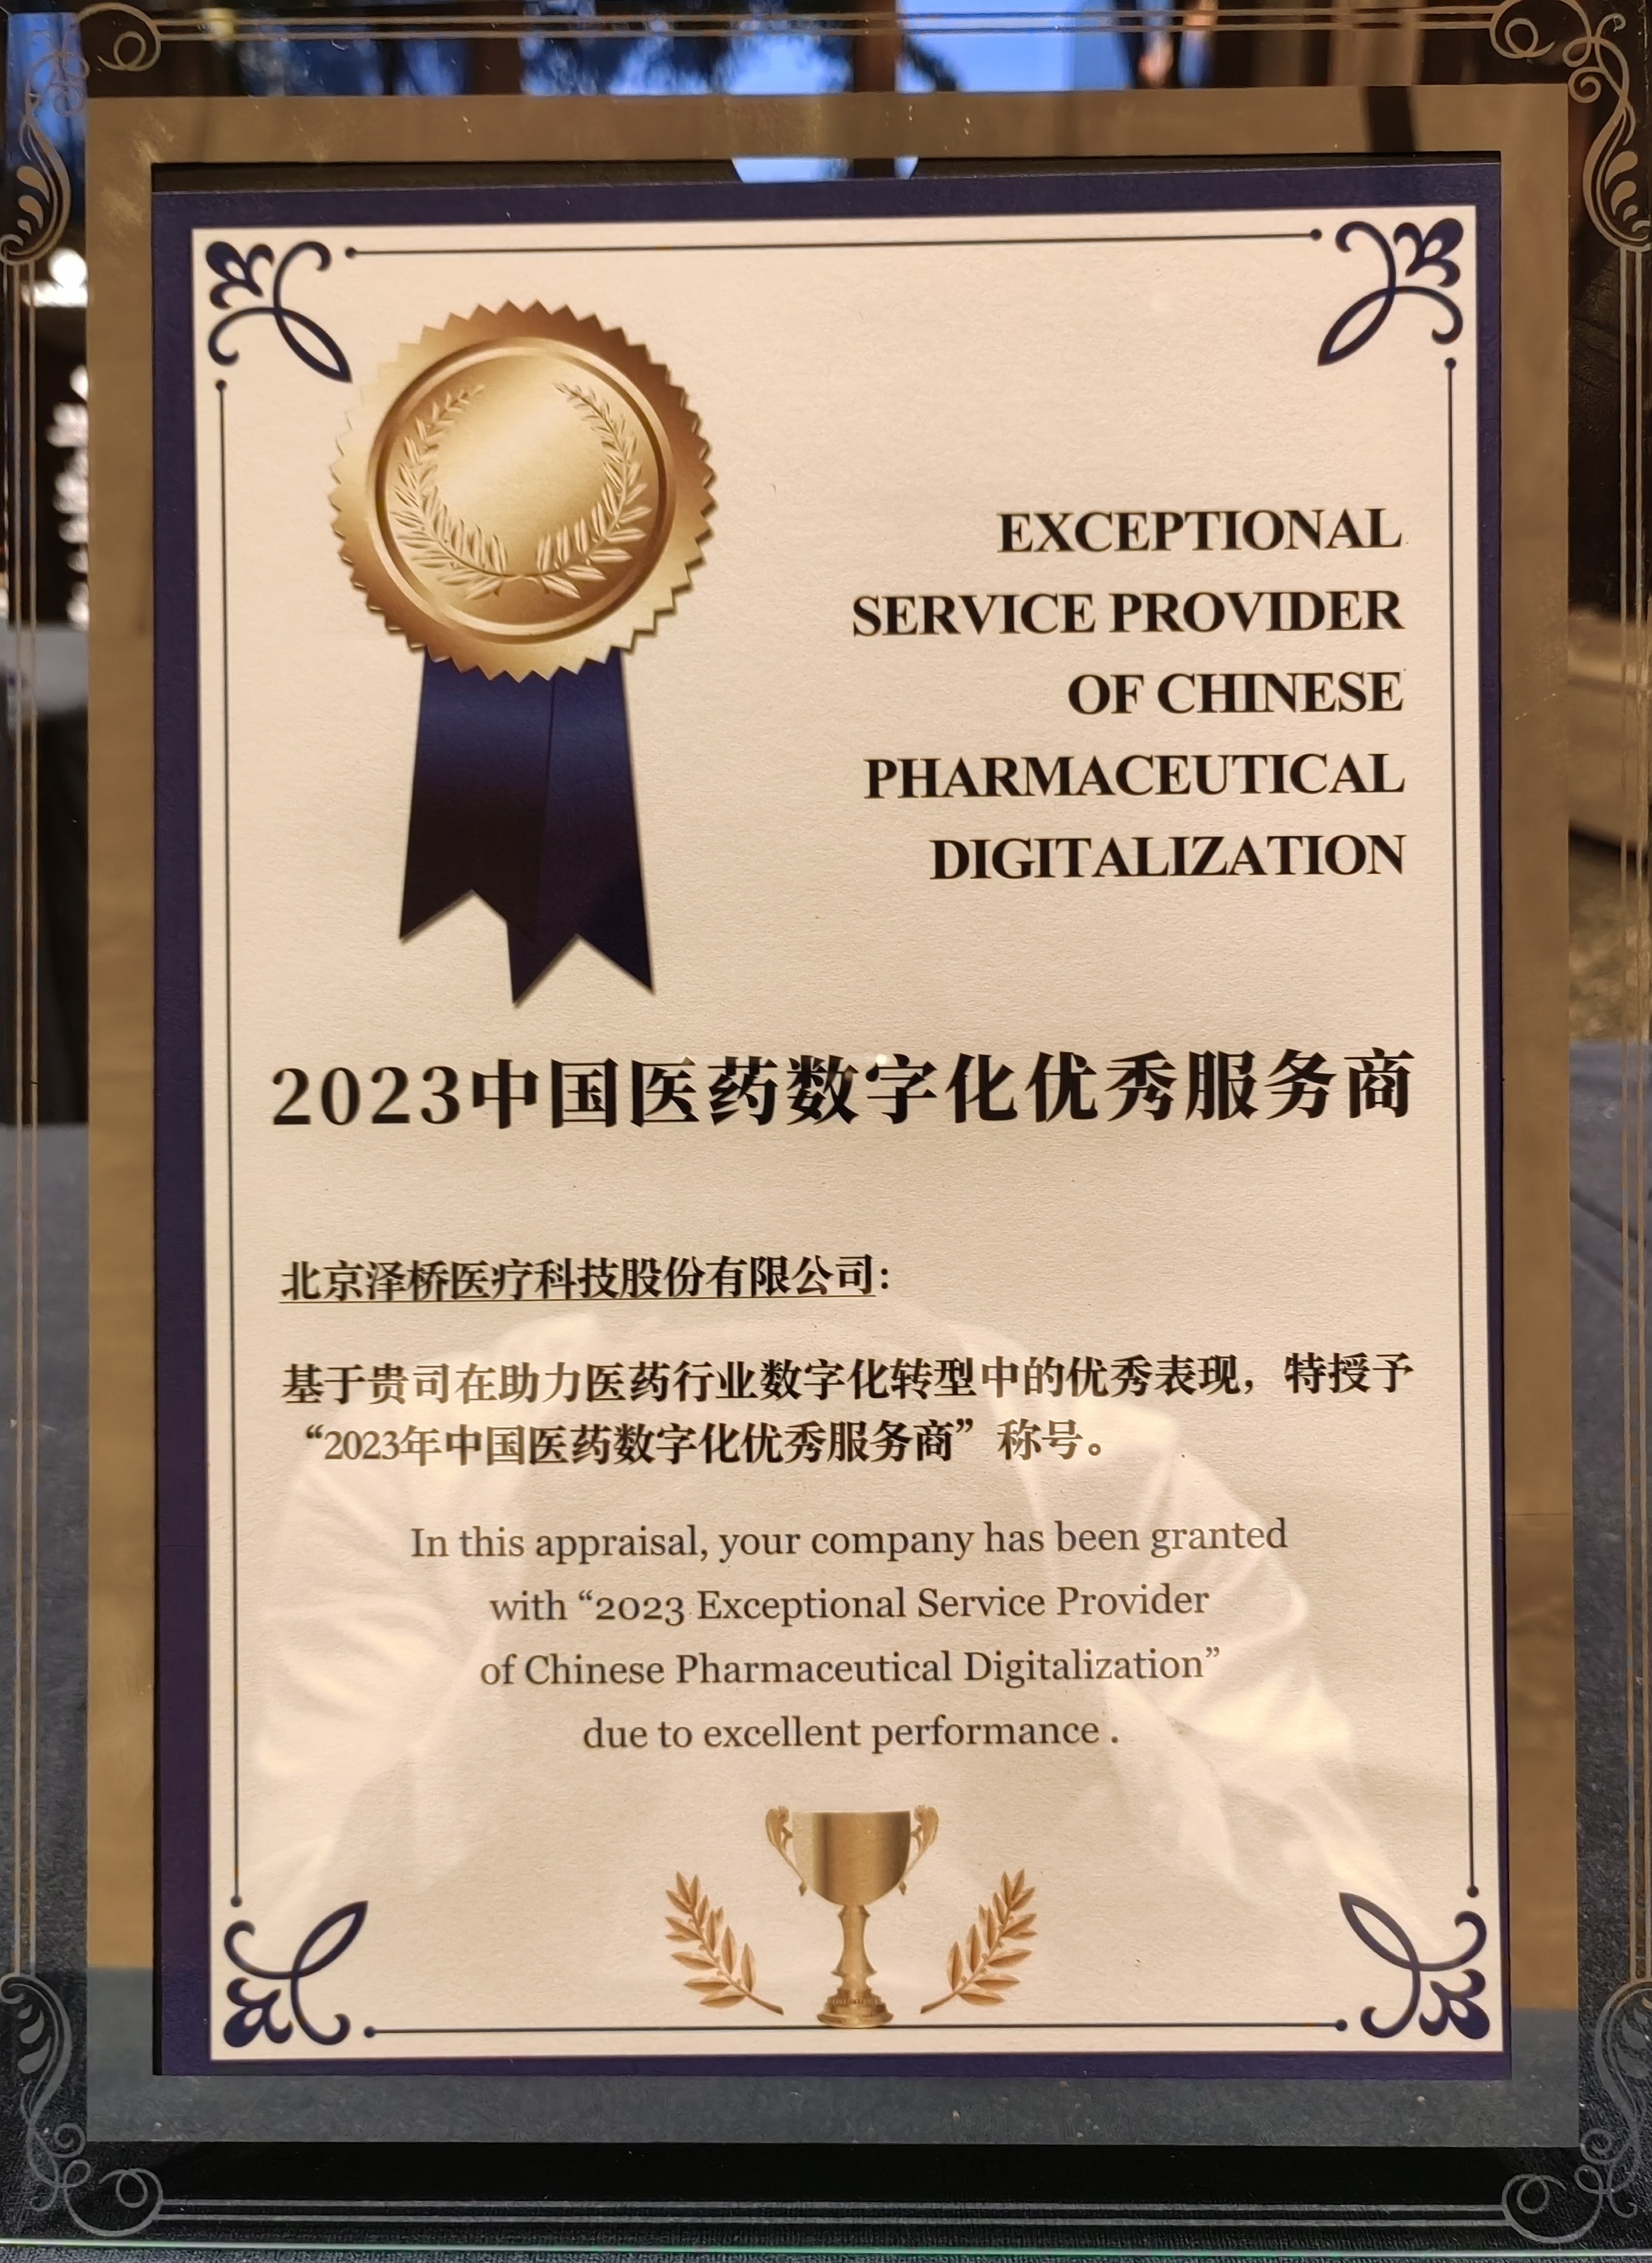 EXCEPTIONAL
SERVICE PROVIDER
OF CHINESE
PHARMACEUTICAL
DIGITALIZATION
2023中国医药数字化优秀服务商
北京泽桥医疗科技股份有限公司：
基于贵司在助力医药行业数字化转型中的优秀表现，特授予
“2023年中国医药数字化优秀服务商”称号。
In this appraisal, your company has been granted
with “2023 Exceptional Service Provider
of Chinese Pharmaceutical Digitalization”
due to excellent performance .